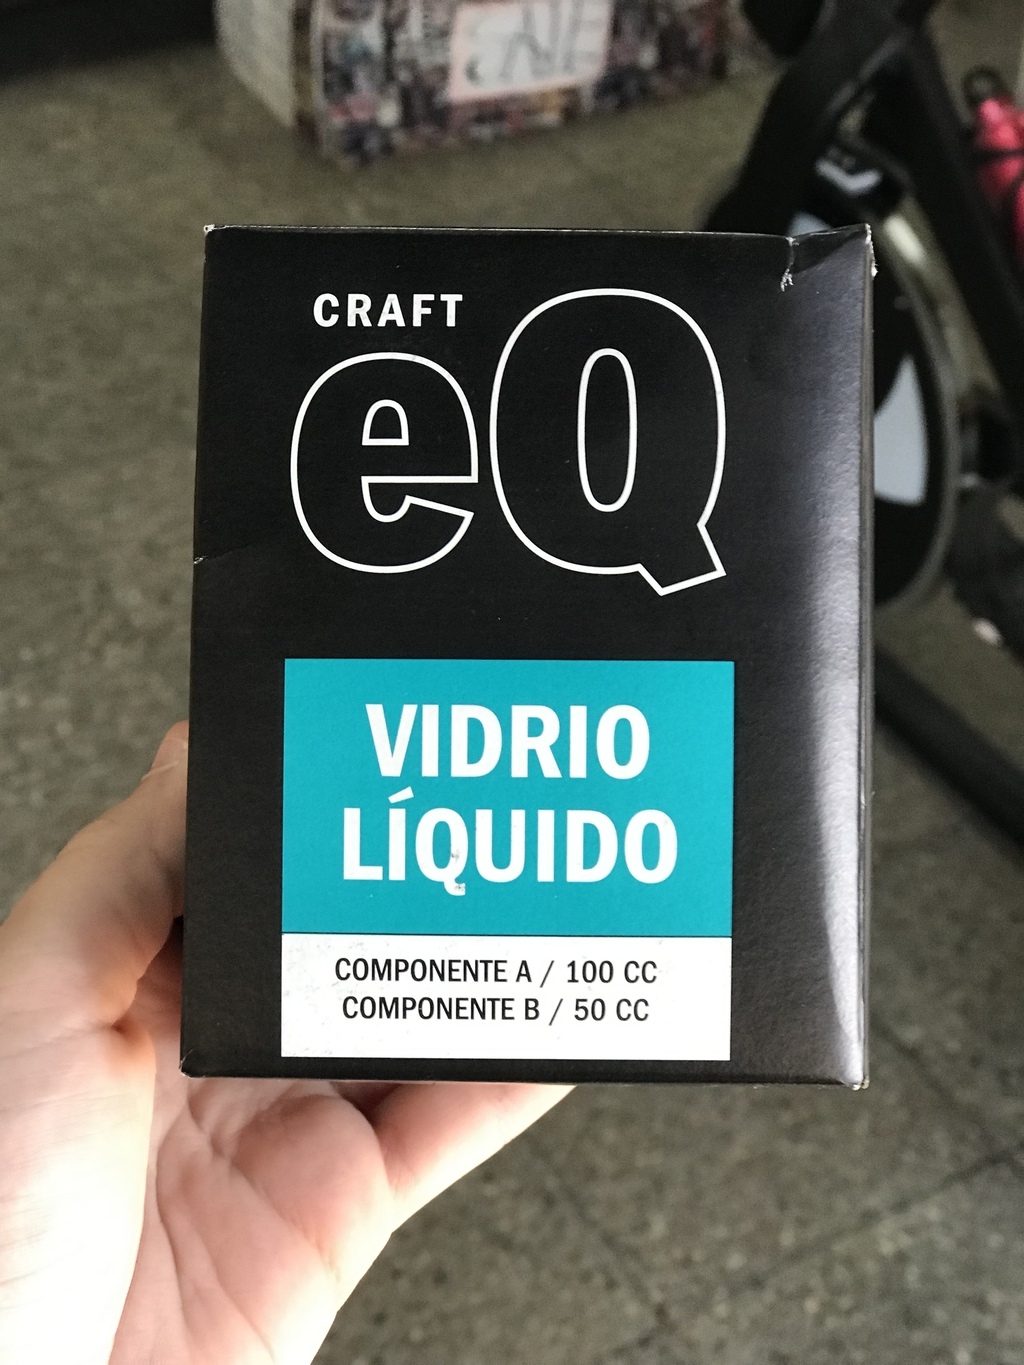 CRAFT
eQ
VIDRIO
LÍQUIDO
COMPONENTE A / 100 CC
COMPONENTE B / 50 CC